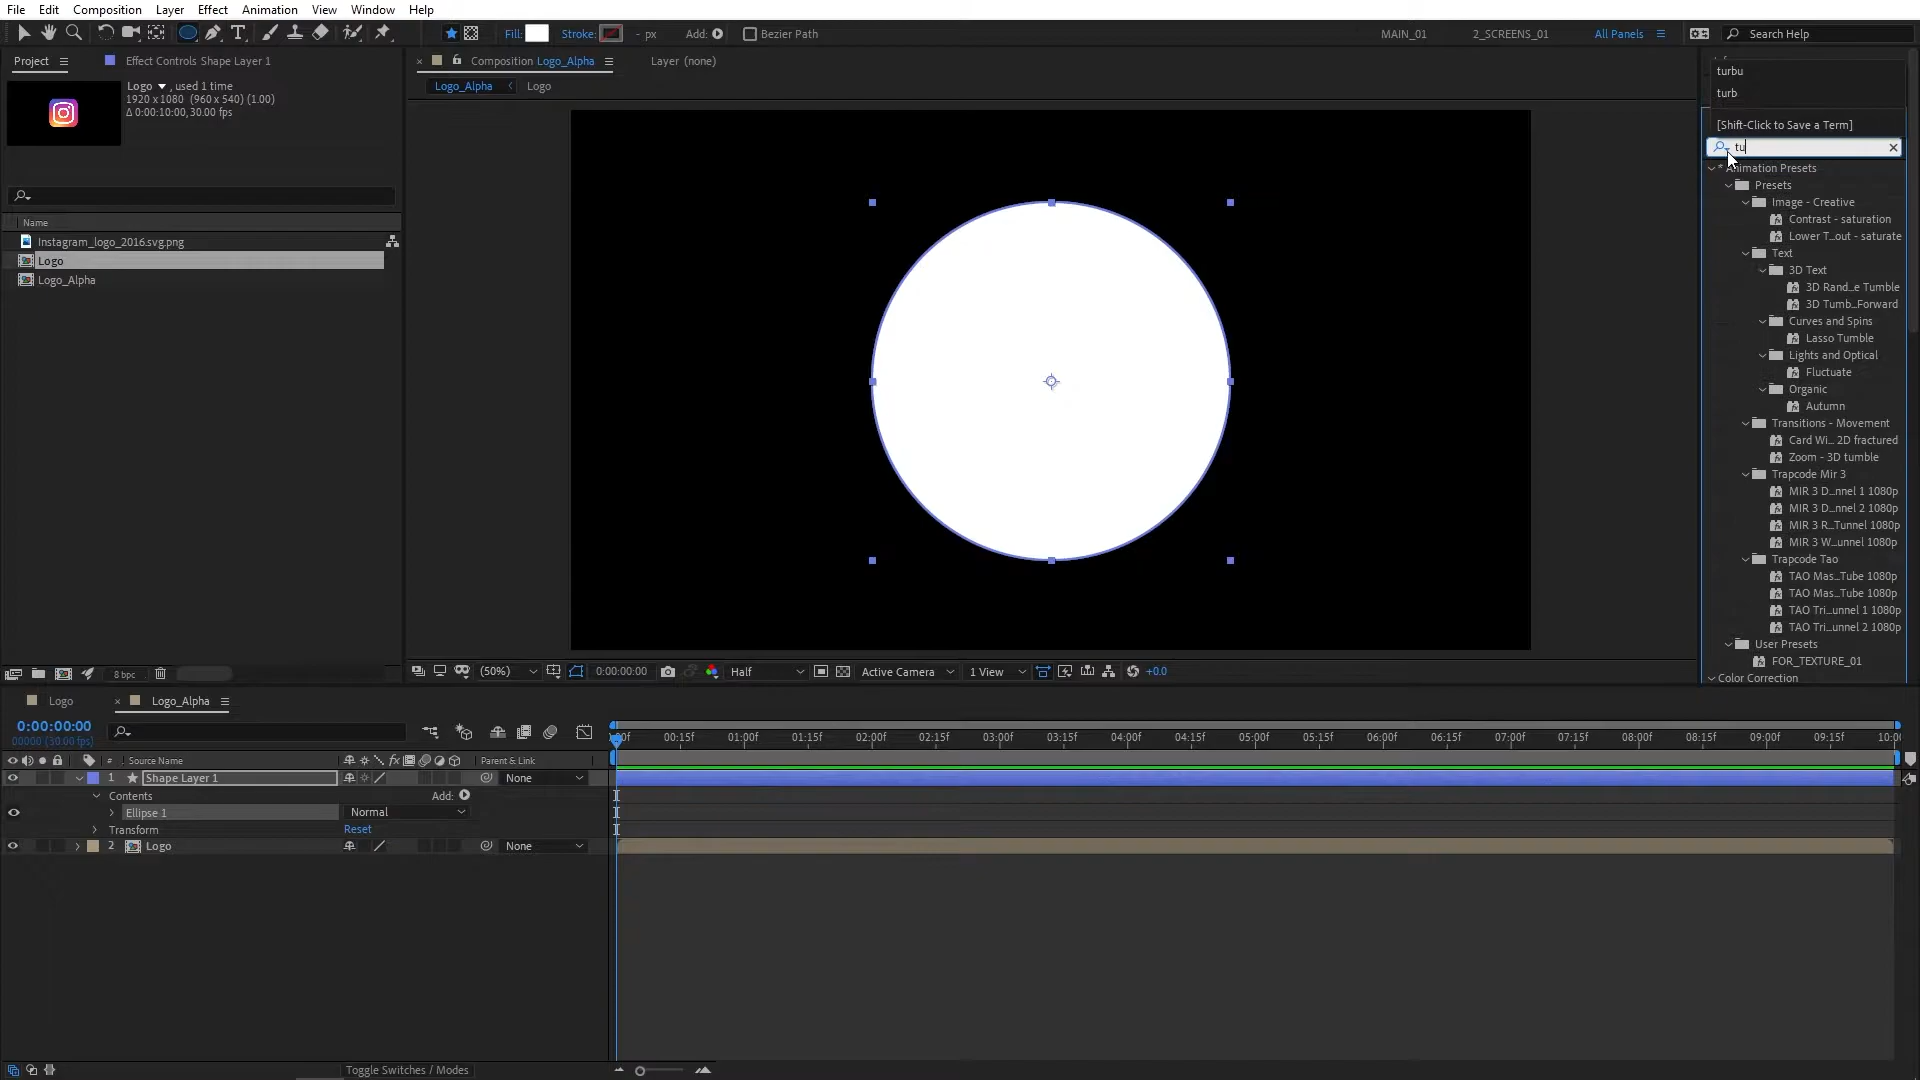 File Edit Composition Layer Effect Animation View Window Help
Fill: Stroke: - px Add: Bezier Path MAIN_01 2_SCREENS_01 All Panels Search Help
Project Effect Controls Shape Layer 1
Composition Logo_Alpha Layer (none)
Logo , used 1 time
1920 x 1080 (960 x 540) (1.00)
Δ 0:00:10:00, 30.00 fps
Logo_Alpha Logo
turbu
turb
[Shift-Click to Save a Term]
tu
* Animation Presets
Presets
Image - Creative
Contrast - saturation
Lower T...out - saturate
Text
3D Text
3D Rand...e Tumble
3D Tumb...Forward
Curves and Spins
Lasso Tumble
Lights and Optical
Fluctuate
Organic
Autumn
Transitions - Movement
Card Wi... 2D fractured
Zoom - 3D tumble
Trapcode Mir 3
MIR 3 D...nnel 1 1080p
MIR 3 D...nnel 2 1080p
MIR 3 R...Tunnel 1080p
MIR 3 W...unnel 1080p
Trapcode Tao
TAO Mas...Tube 1080p
TAO Mas...Tube 1080p
TAO Tri...unnel 1 1080p
TAO Tri...unnel 2 1080p
User Presets
FOR_TEXTURE_01
Color Correction
Name
Instagram_logo_2016.svg.png
Logo
Logo_Alpha
8 bpc
(50%) 0:00:00:00 Half Active Camera 1 View +0.0
Logo Logo_Alpha
0:00:00:00
00000 (30.00 fps)
:00f 00:15f 01:00f 01:15f 02:00f 02:15f 03:00f 03:15f 04:00f 04:15f 05:00f 05:15f 06:00f 06:15f 07:00f 07:15f 08:00f 08:15f 09:00f 09:15f 10:0
# Source Name fx Parent & Link
1 Shape Layer 1 None
Contents Add:
Ellipse 1 Normal
Transform Reset
2 Logo None
Toggle Switches / Modes